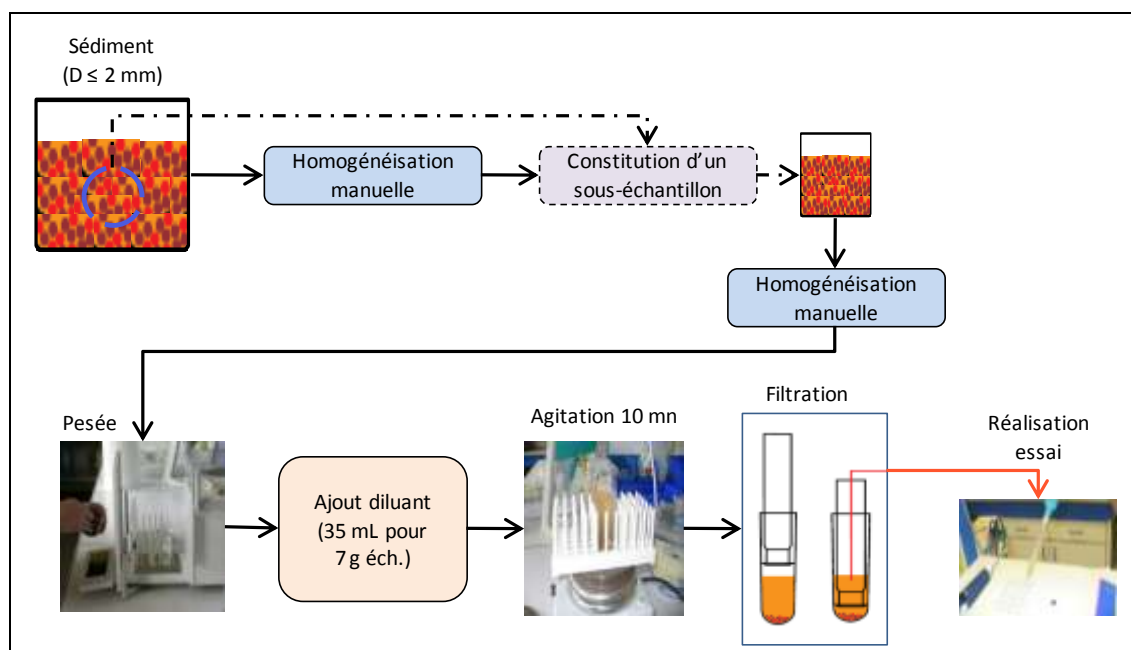 Sédiment
(D ≤ 2 mm)
Homogénéisation
manuelle
Constitution d'un
sous-échantillon
Homogénéisation
manuelle
Pesée
Ajout diluant
(35 mL pour
7 g éch.)
Agitation 10 mn
Filtration
Réalisation
essai